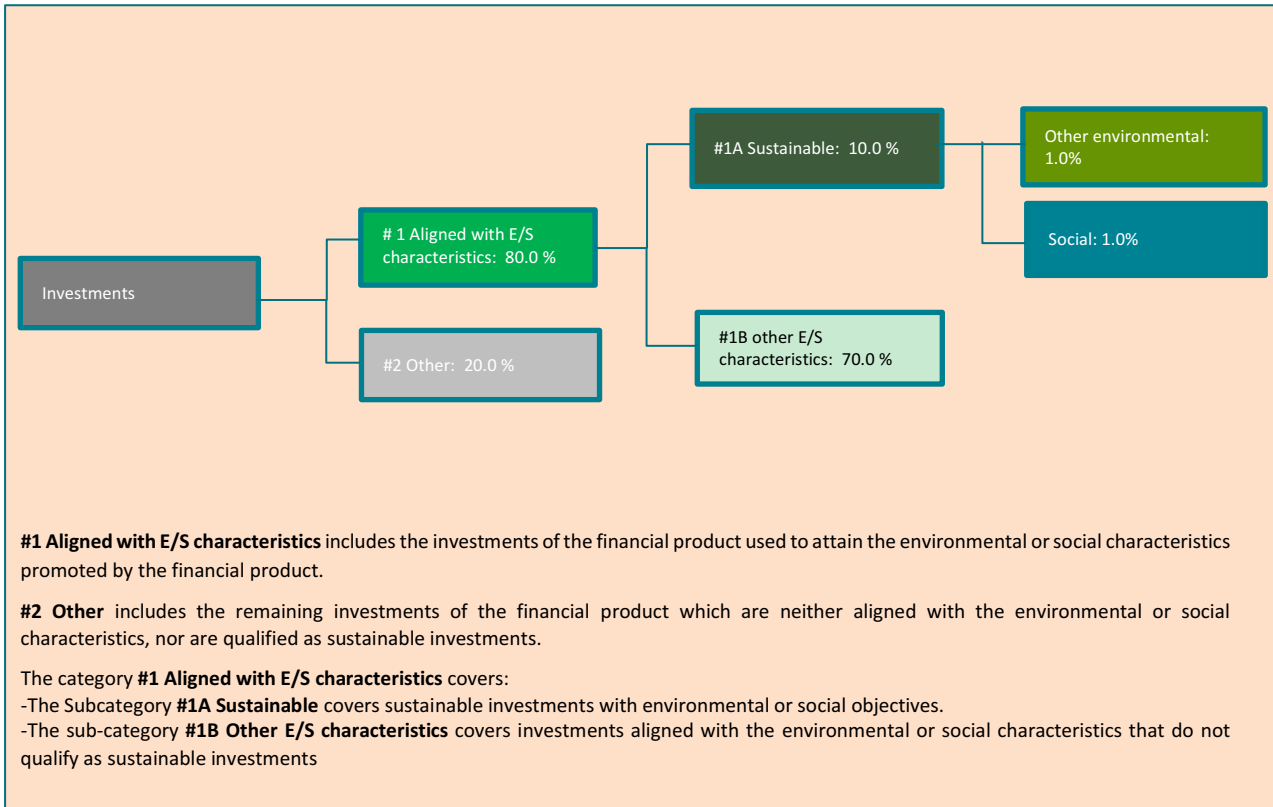 Investments
# 1 Aligned with E/S
characteristics:  80.0 %
#2 Other:  20.0 %
#1A Sustainable:  10.0 %
#1B other E/S
characteristics:  70.0 %
Other environmental:
1.0%
Social: 1.0%
#1 Aligned with E/S characteristics includes the investments of the financial product used to attain the environmental or social characteristics
promoted by the financial product.
#2 Other includes the remaining investments of the financial product which are neither aligned with the environmental or social
characteristics, nor are qualified as sustainable investments.
The category #1 Aligned with E/S characteristics covers:
-The Subcategory #1A Sustainable covers sustainable investments with environmental or social objectives.
-The sub-category #1B Other E/S characteristics covers investments aligned with the environmental or social characteristics that do not
qualify as sustainable investments